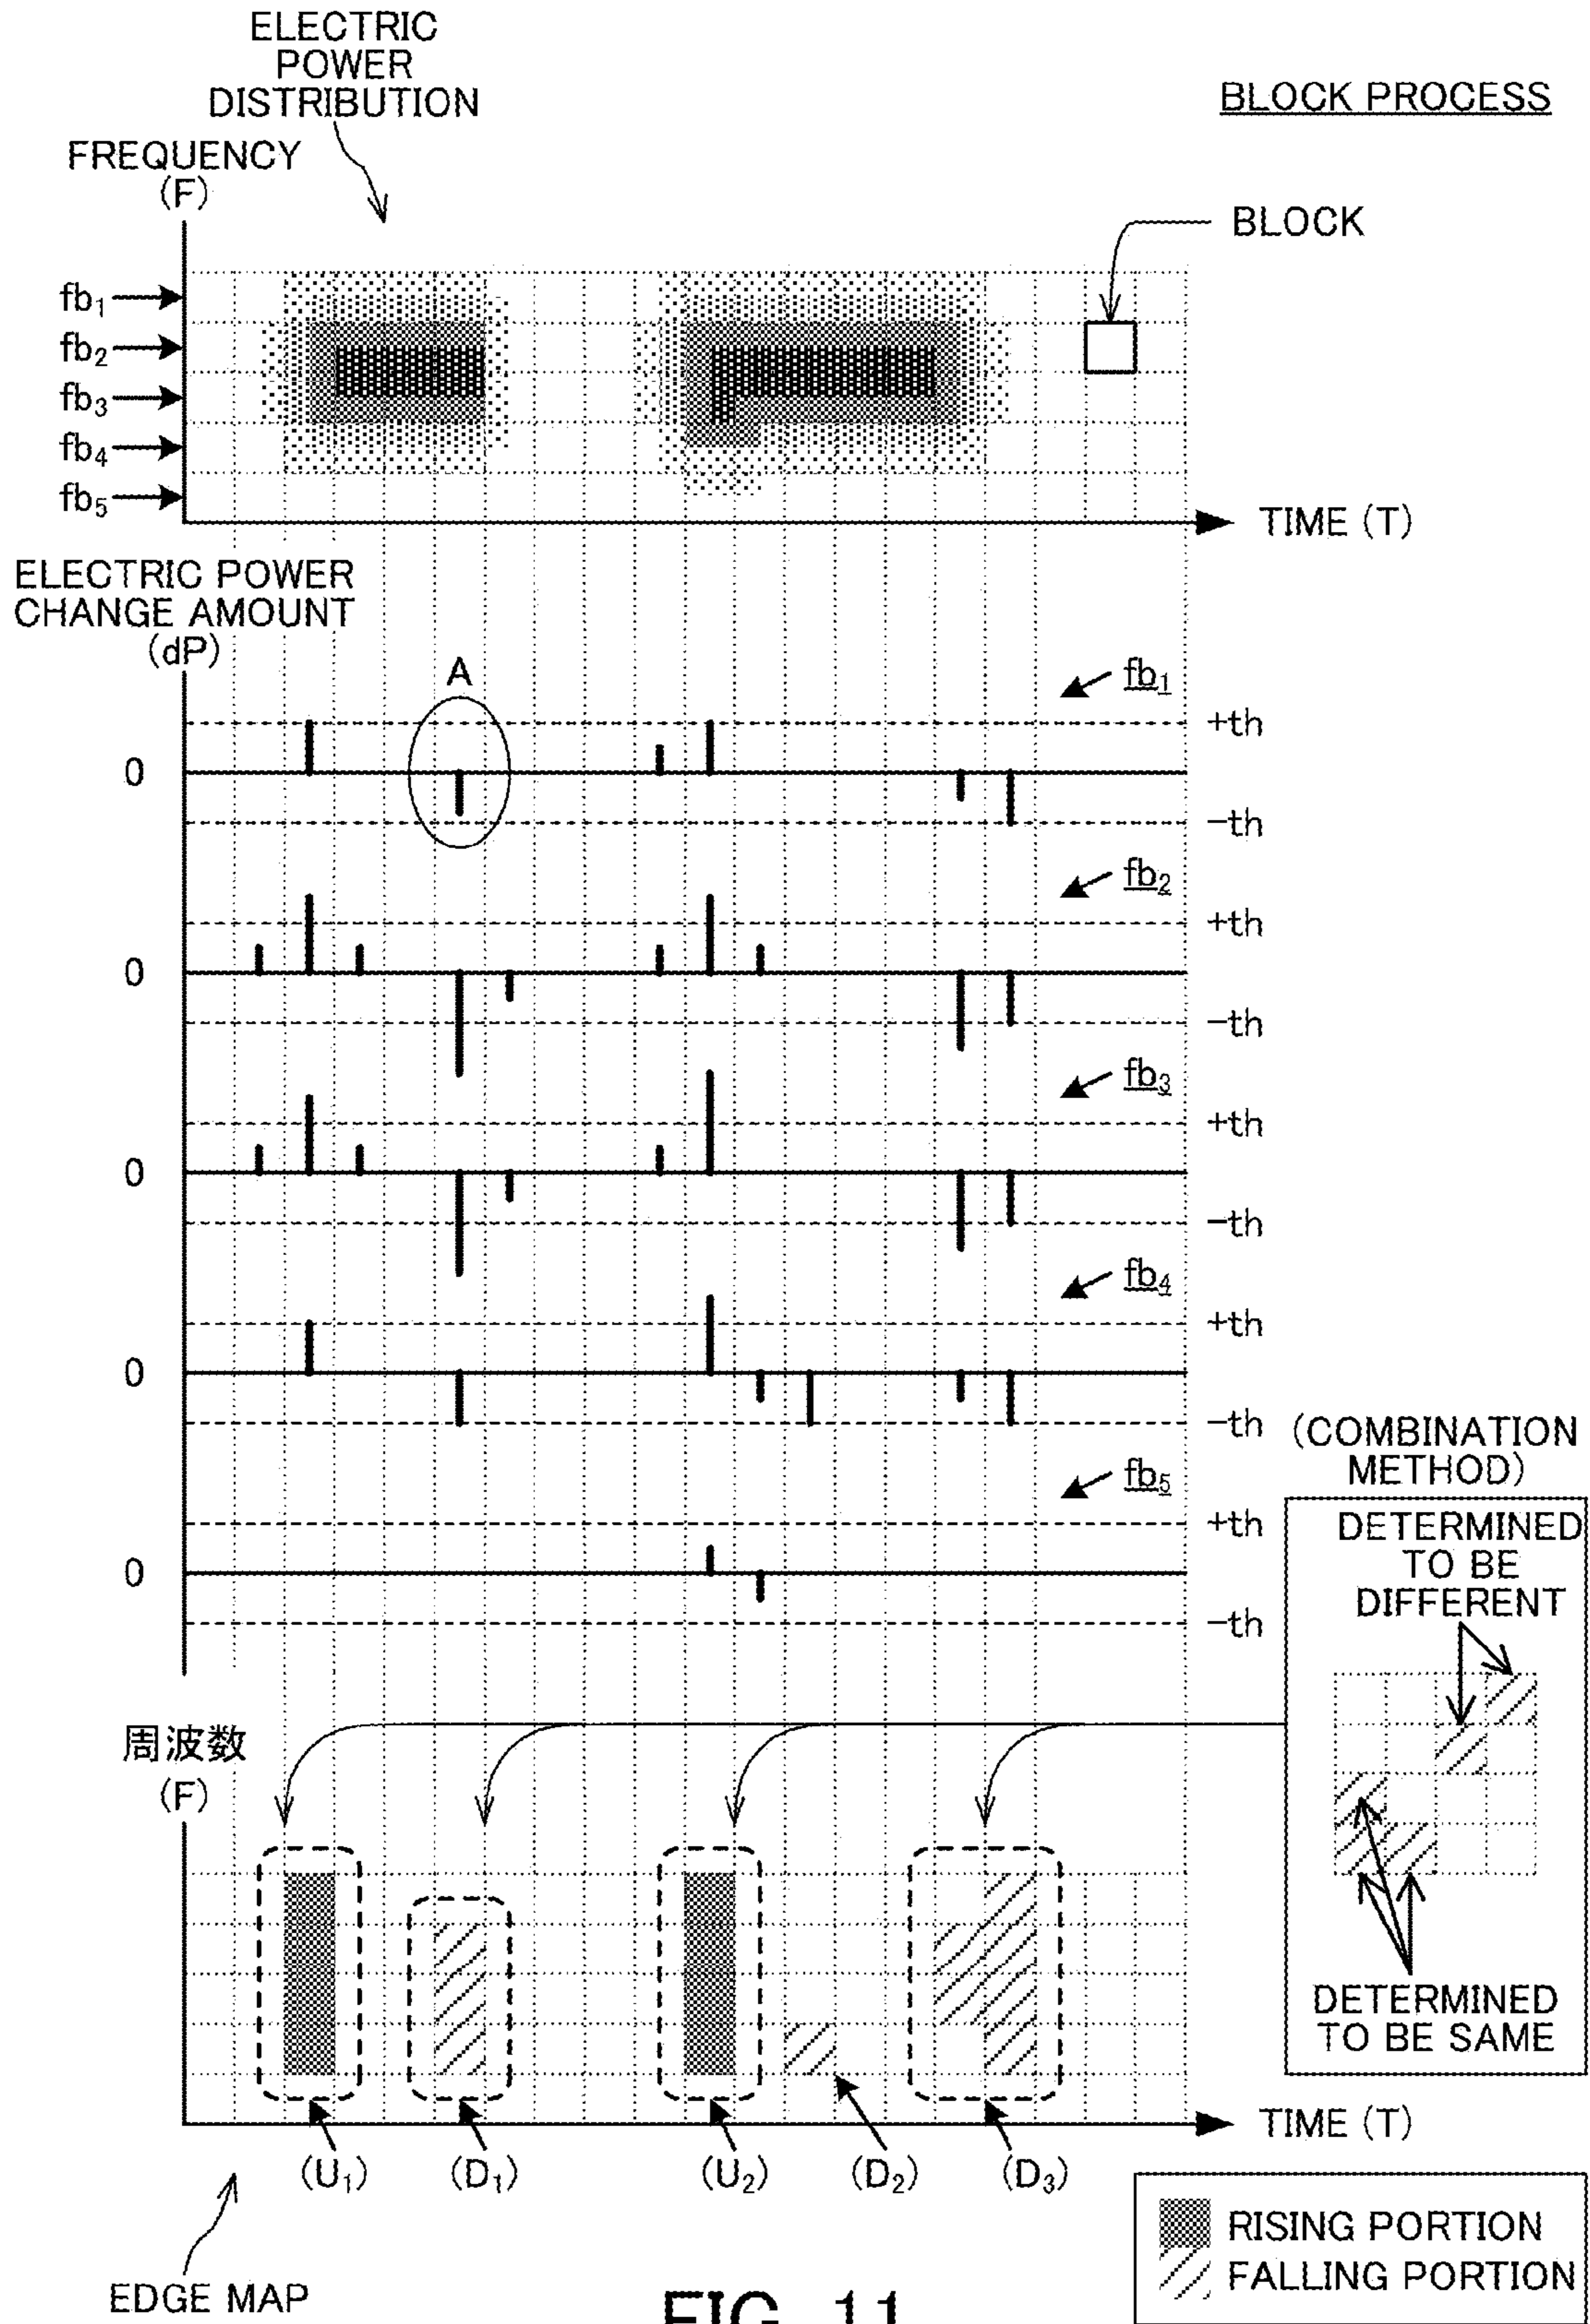 ELECTRIC
POWER
DISTRIBUTION
BLOCK PROCESS
FREQUENCY
(F)
BLOCK
fb₁
fb₂
fb₃
fb₄
fb₅
TIME (T)
ELECTRIC POWER
CHANGE AMOUNT
(dP)
A
fb₁
+th
0
−th
fb₂
+th
0
−th
fb₃
+th
0
−th
fb₄
+th
0
−th
fb₅
+th
0
−th
(COMBINATION
METHOD)
DETERMINED
TO BE
DIFFERENT
DETERMINED
TO BE SAME
周波数
(F)
TIME (T)
(U₁)
(D₁)
(U₂)
(D₂)
(D₃)
EDGE MAP
RISING PORTION
FALLING PORTION
FIG. 11